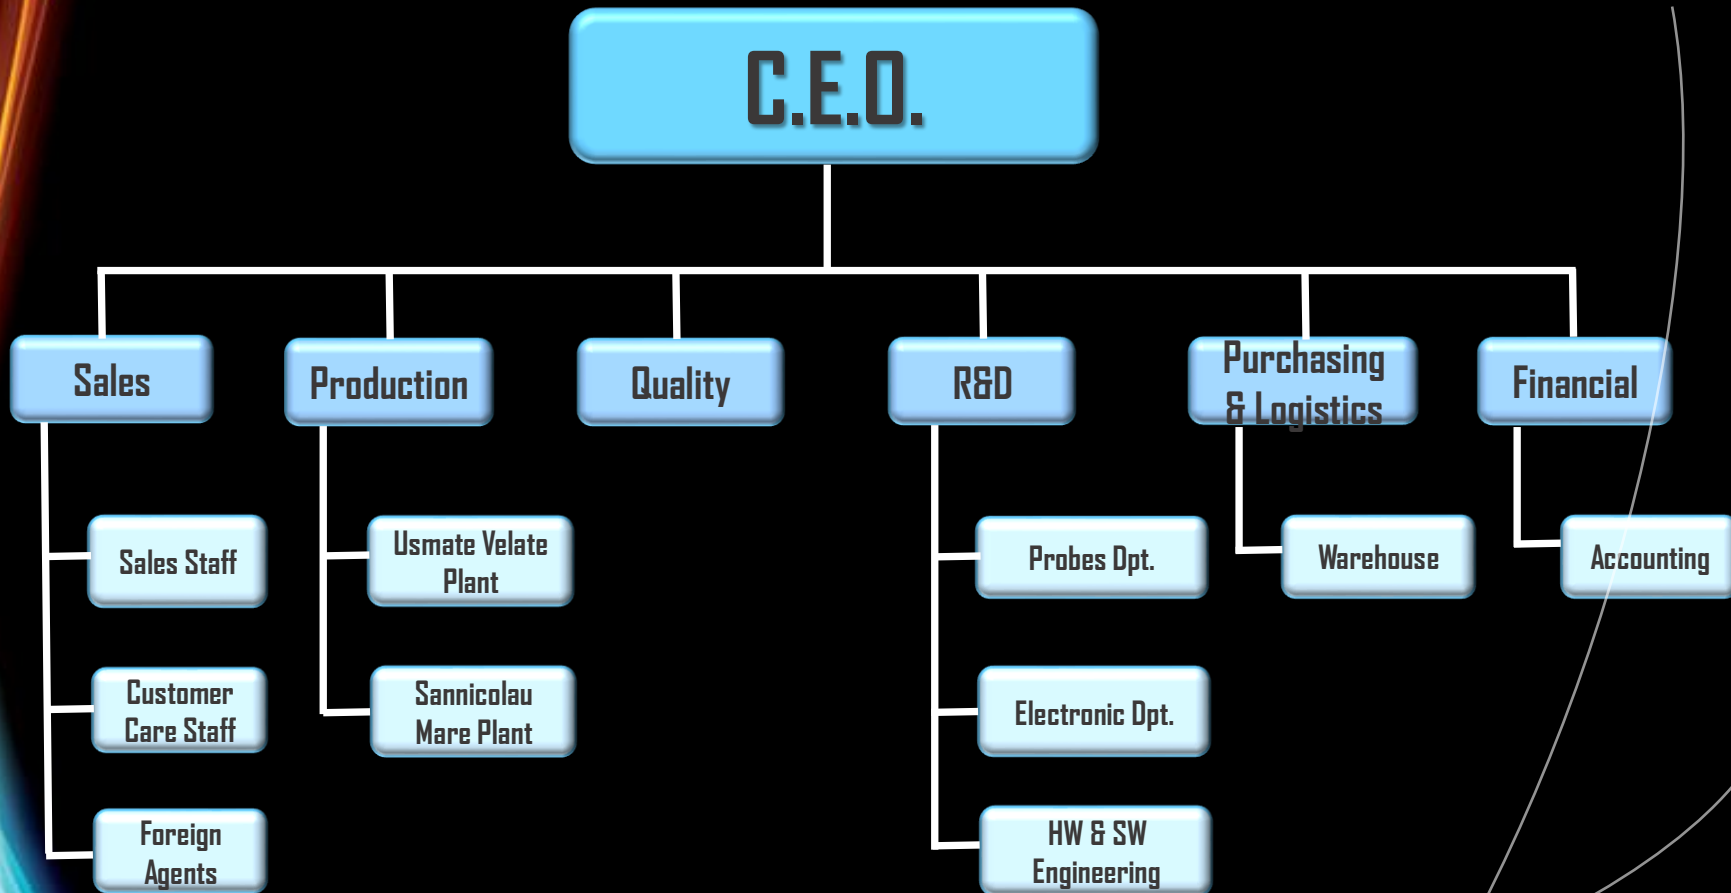 C.E.O.
Sales
Production
Quality
R&D
Purchasing
& Logistics
Financial
Sales Staff
Usmate Velate
Plant
Probes Dpt.
Warehouse
Accounting
Customer
Care Staff
Sannicolau
Mare Plant
Electronic Dpt.
Foreign
Agents
HW & SW
Engineering